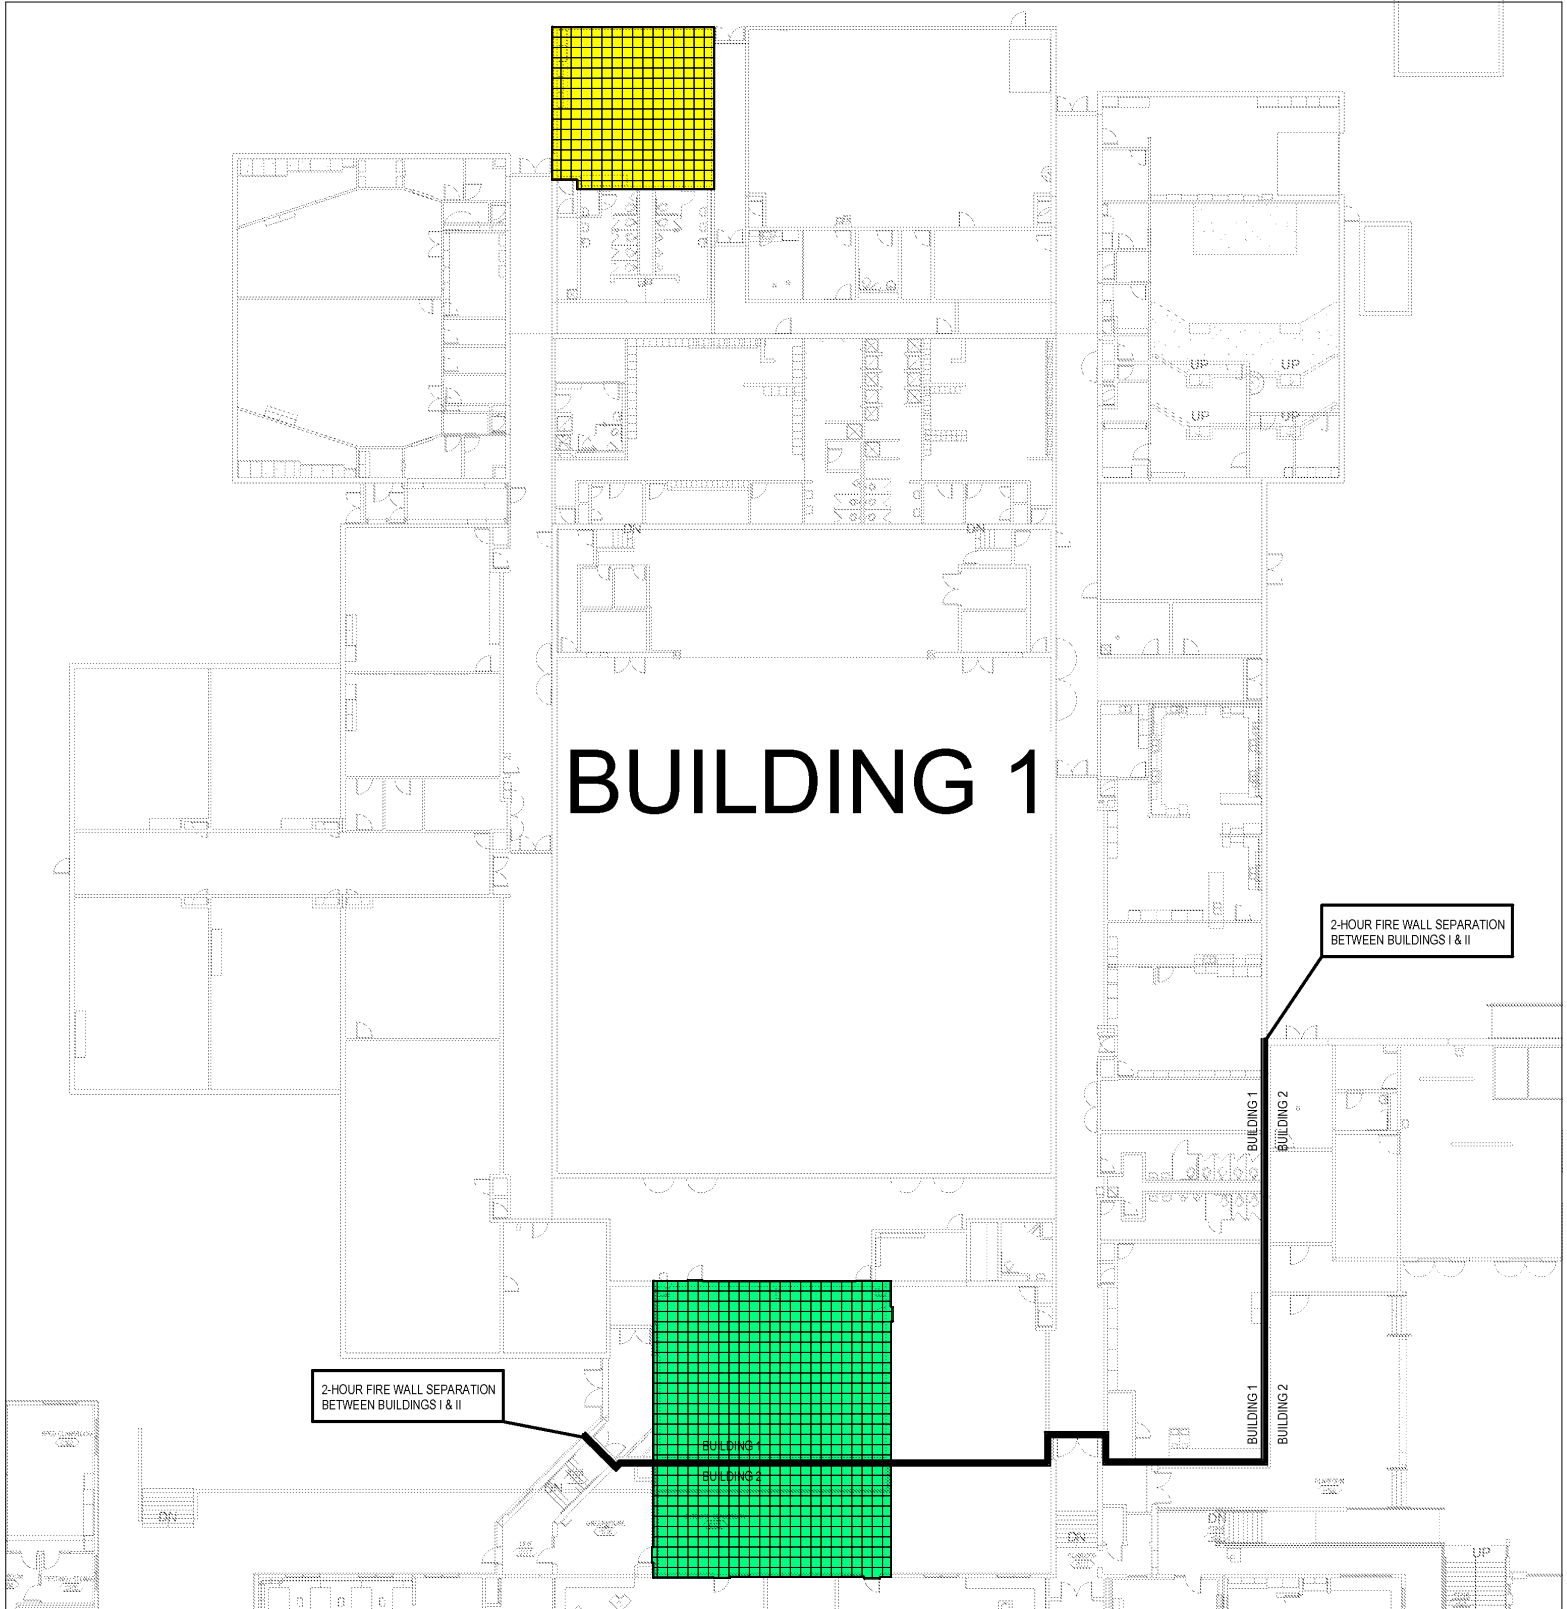 UP
UP
UP
UP
DN
DN
BUILDING 1
2-HOUR FIRE WALL SEPARATION
BETWEEN BUILDINGS I & II
BUILDING 1
BUILDING 2
2-HOUR FIRE WALL SEPARATION
BETWEEN BUILDINGS I & II
BUILDING 1
BUILDING 2
BUILDING 1
BUILDING 2
DN
DN
DN
DN
UP